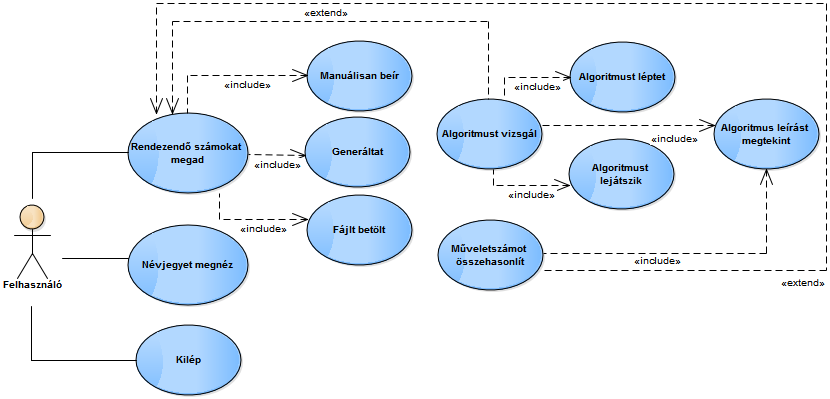 «extend»
Manuálisan beír
Algoritmust léptet
«include»
«include»
Rendezendő számokat
megad
Generáltat
Algoritmust vizsgál
Algoritmus leírást
megtekint
«include»
«include»
Algoritmust
lejátszik
«include»
Fájlt betölt
«include»
Felhasználó
Névjegyet megnéz
Műveletszámot
összehasonlít
«include»
«extend»
Kilép